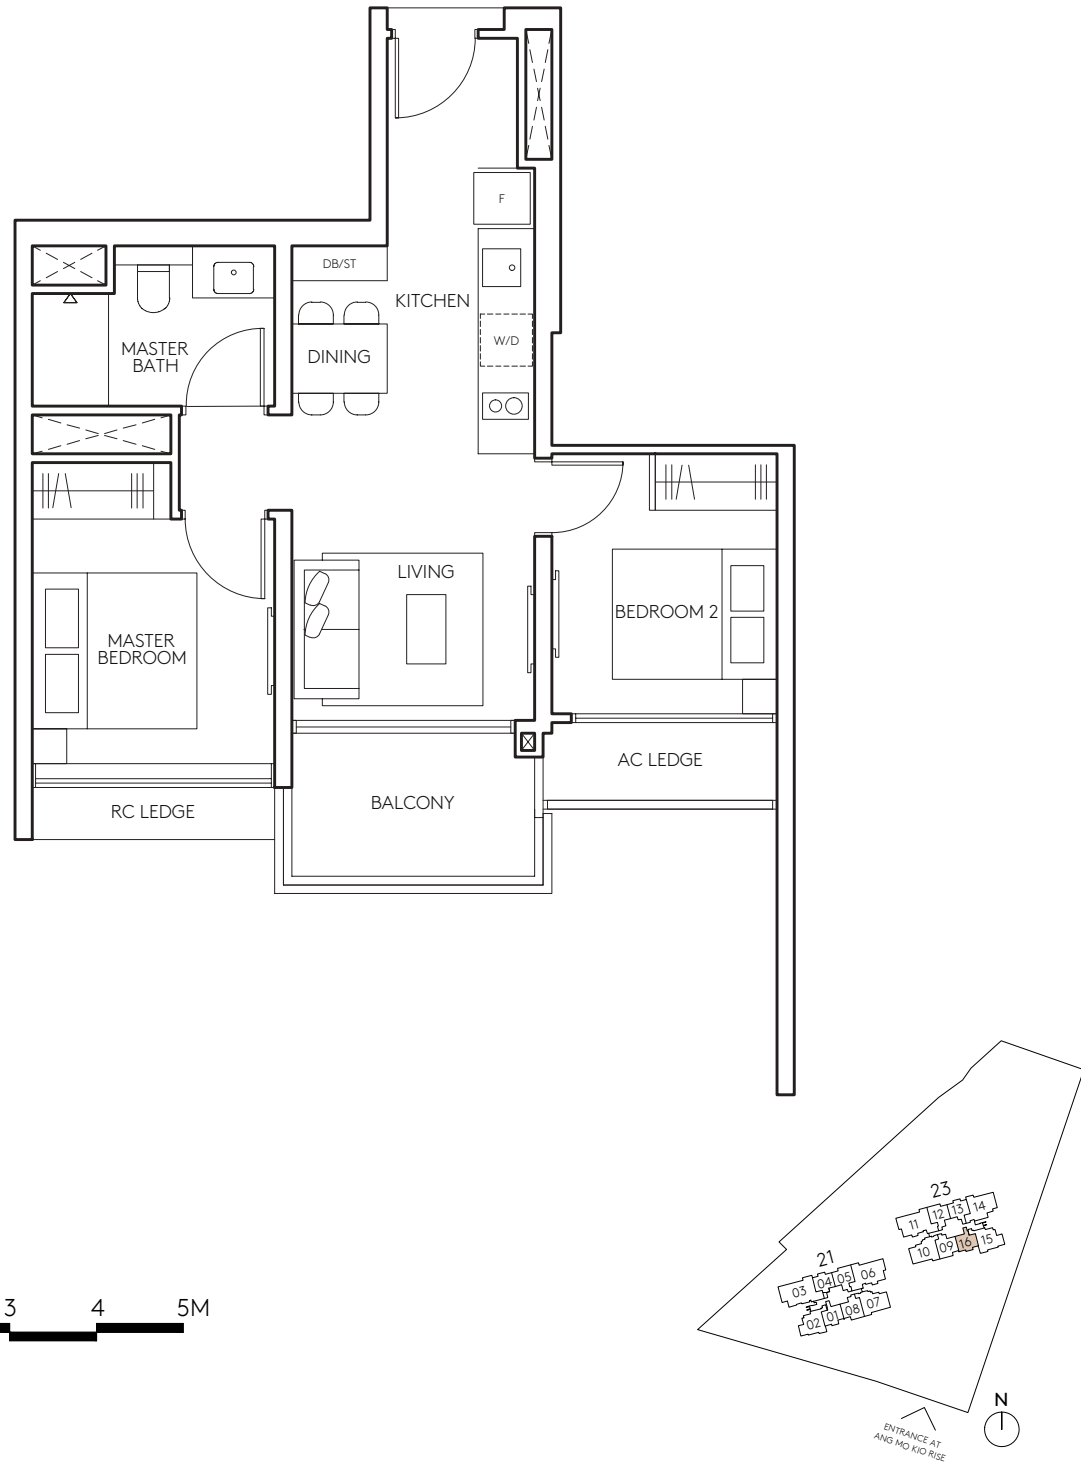 F
DB/ST
KITCHEN
W/D
MASTER
BATH
DINING
LIVING
BEDROOM 2
MASTER
BEDROOM
AC LEDGE
BALCONY
RC LEDGE
23
11
12
13
14
10
09
16
15
21
03
04
05
06
02
01
08
07
3 4 5M
N
ENTRANCE AT
ANG MO KIO RISE